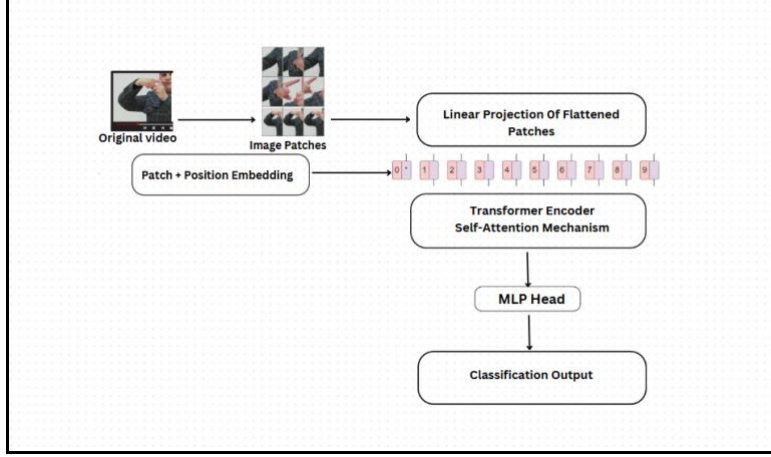 Original video
Image Patches
Linear Projection Of Flattened
Patches
Patch + Position Embedding
0 * 1 2 3 4 5 6 7 8 9
Transformer Encoder
Self-Attention Mechanism
MLP Head
Classification Output